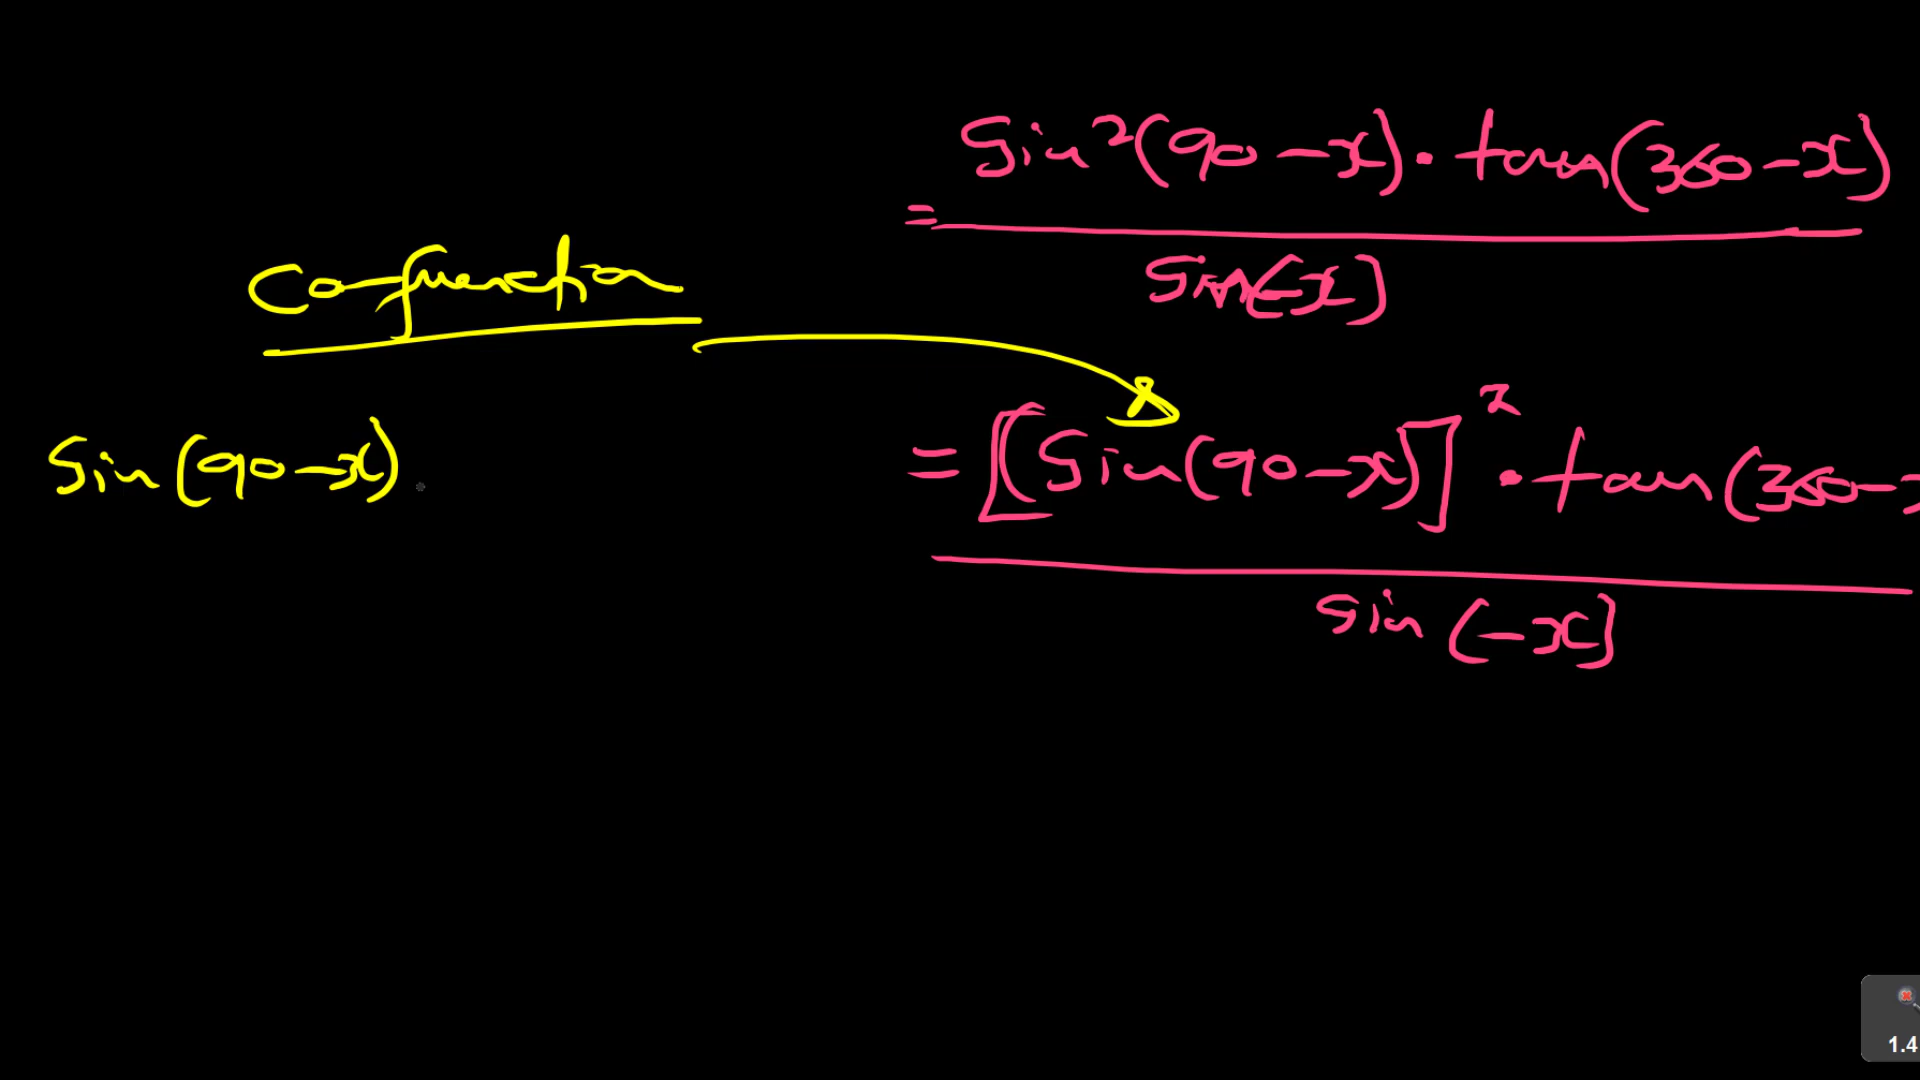 = sin²(90-x) · tan(360-x)
sin(-x)
Co-function
= [(sin(90-x)]² · tan(360-x
sin(90-x)
sin(-x)
1.4